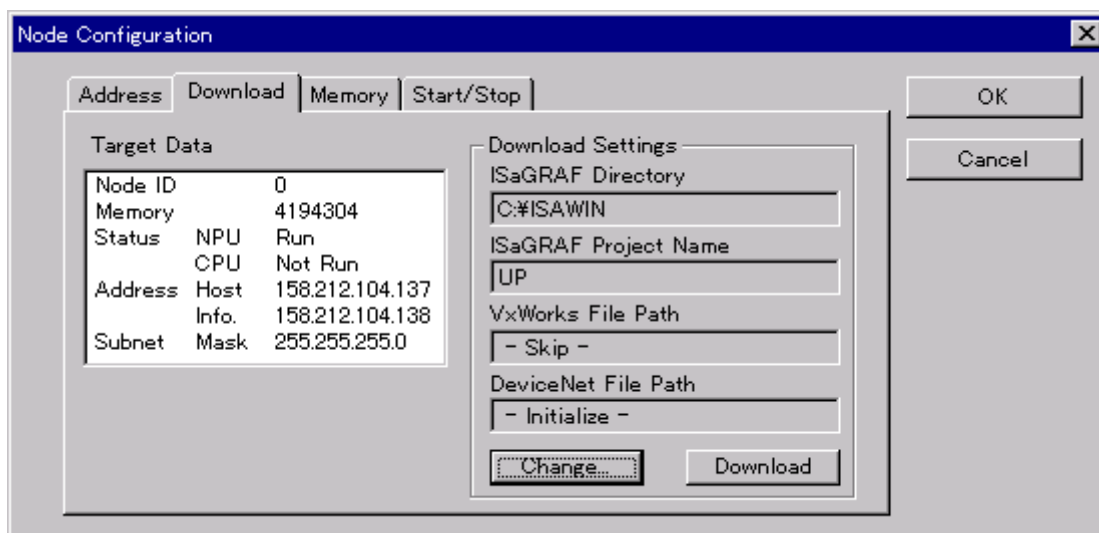 Node Configuration
Address Download Memory Start/Stop
OK
Cancel
Target Data
Node ID 0
Memory 4194304
Status NPU Run
CPU Not Run
Address Host 158.212.104.137
Info. 158.212.104.138
Subnet Mask 255.255.255.0
Download Settings
ISaGRAF Directory
C:¥ISAWIN
ISaGRAF Project Name
UP
VxWorks File Path
- Skip -
DeviceNet File Path
- Initialize -
Change... Download